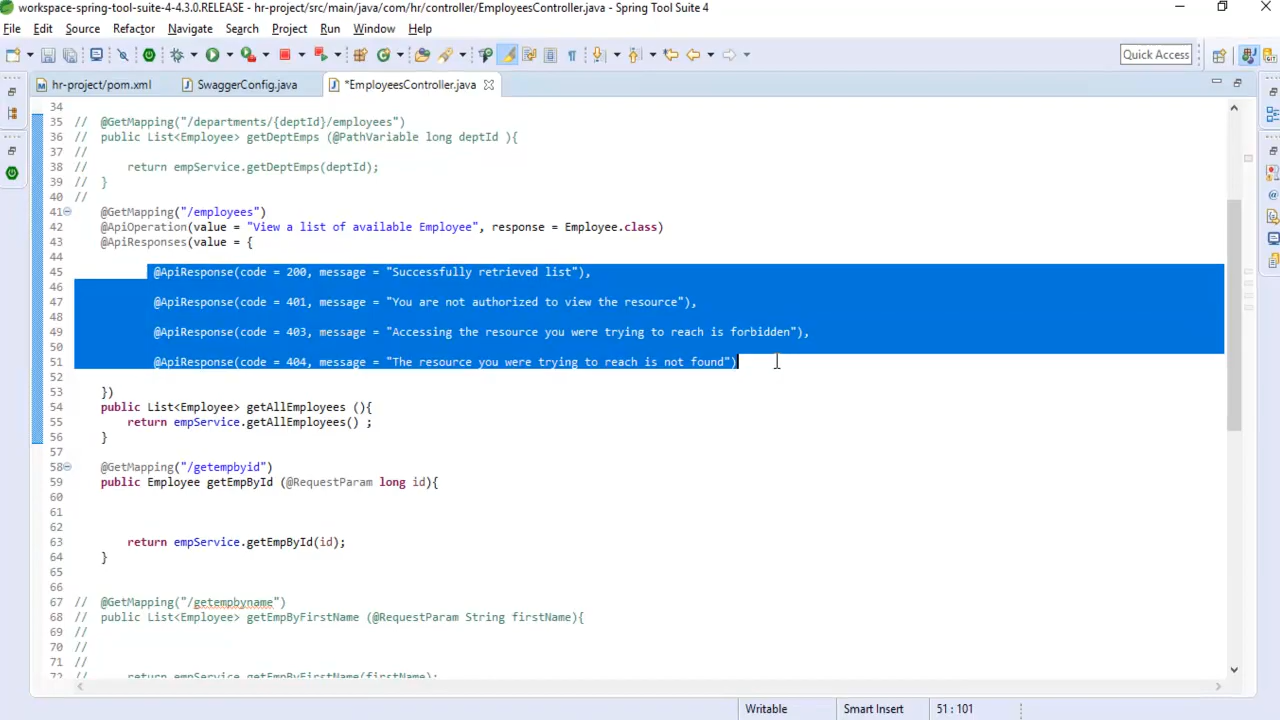 workspace-spring-tool-suite-4-4.3.0.RELEASE - hr-project/src/main/java/com/hr/controller/EmployeesController.java - Spring Tool Suite 4
File Edit Source Refactor Navigate Search Project Run Window Help
Quick Access
hr-project/pom.xml SwaggerConfig.java *EmployeesController.java
34
35 // @GetMapping("/departments/{deptId}/employees")
36 // public List<Employee> getDeptEmps (@PathVariable long deptId ){
37 //
38 // return empService.getDeptEmps(deptId);
39 // }
40 //
41 @GetMapping("/employees")
42 @ApiOperation(value = "View a list of available Employee", response = Employee.class)
43 @ApiResponses(value = {
44
45 @ApiResponse(code = 200, message = "Successfully retrieved list"),
46
47 @ApiResponse(code = 401, message = "You are not authorized to view the resource"),
48
49 @ApiResponse(code = 403, message = "Accessing the resource you were trying to reach is forbidden"),
50
51 @ApiResponse(code = 404, message = "The resource you were trying to reach is not found")
52
53 })
54 public List<Employee> getAllEmployees (){
55 return empService.getAllEmployees() ;
56 }
57
58 @GetMapping("/getempbyid")
59 public Employee getEmpById (@RequestParam long id){
60
61
62
63 return empService.getEmpById(id);
64 }
65
66
67 // @GetMapping("/getempbyname")
68 // public List<Employee> getEmpByFirstName (@RequestParam String firstName){
69 //
70 //
71 //
72 return empService.getEmpByFirstName(firstName);
Writable Smart Insert 51 : 101